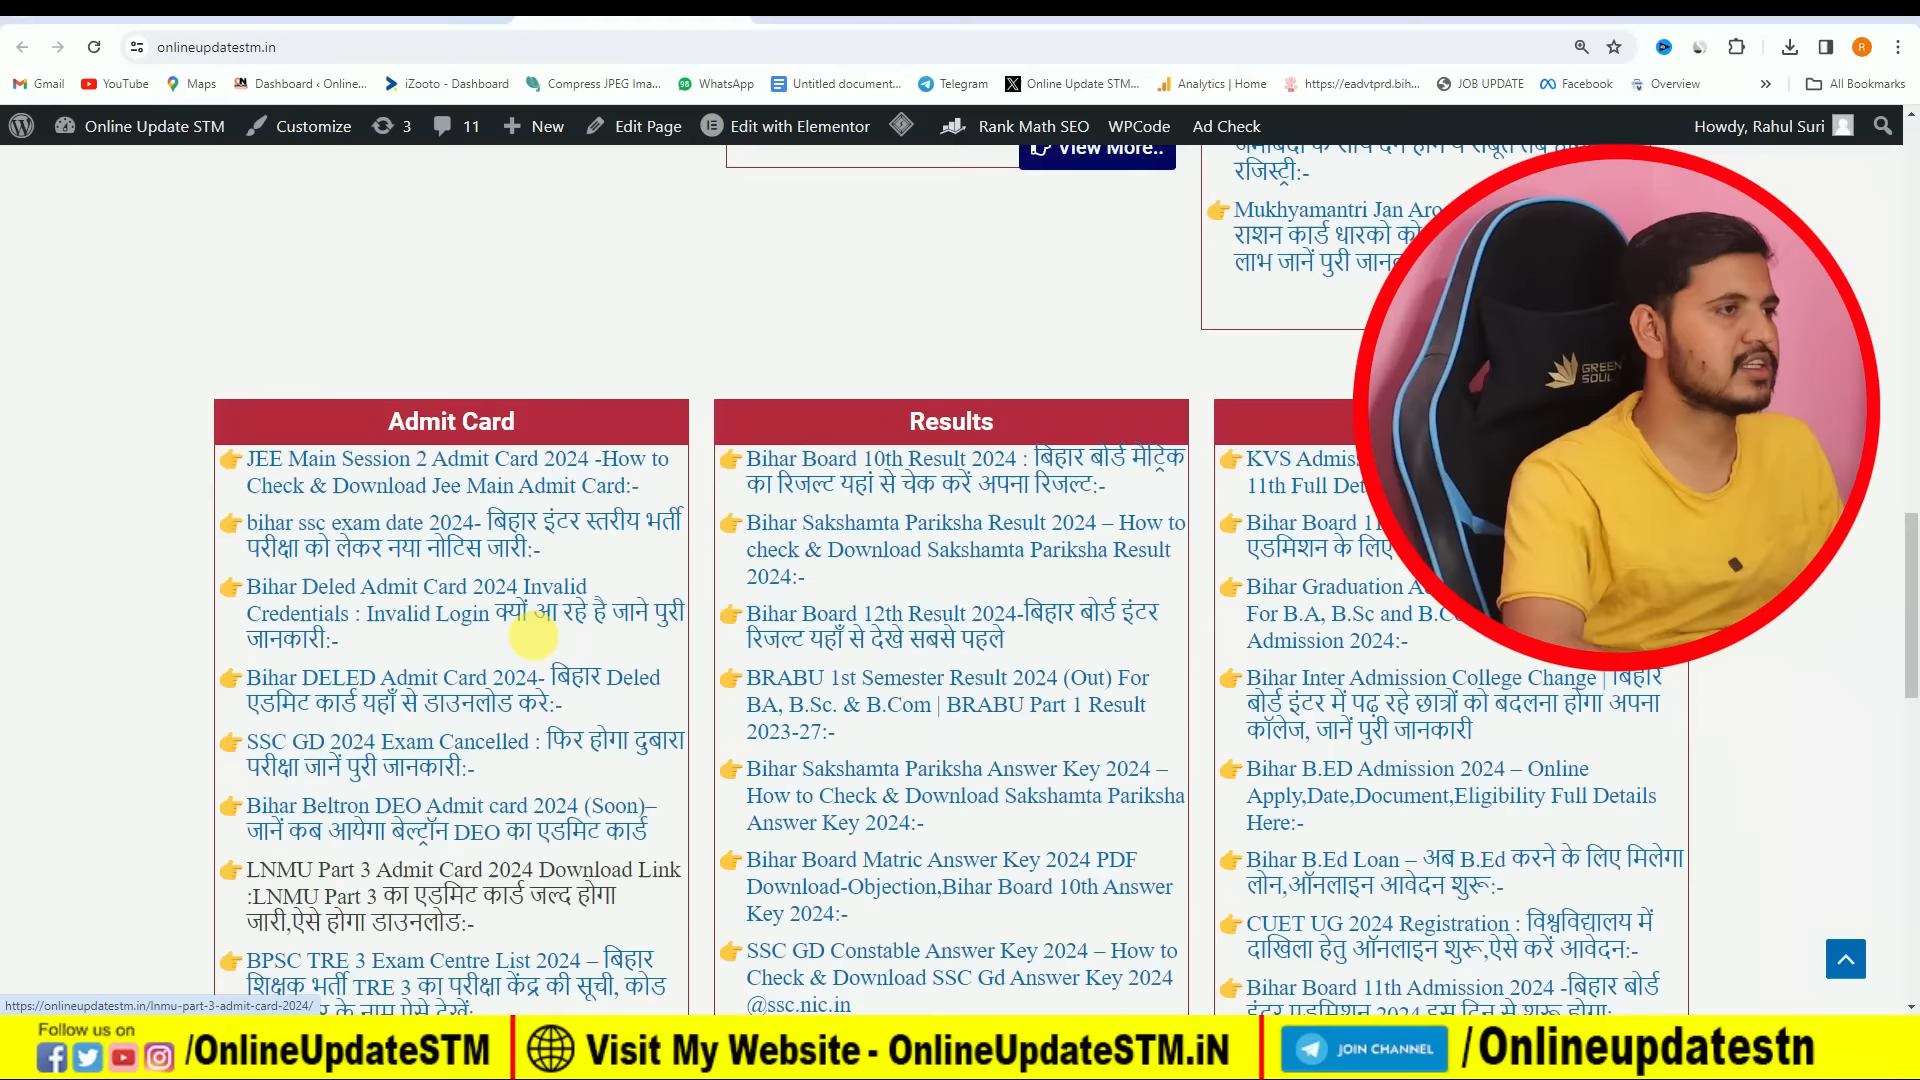 onlineupdatestm.in
Gmail YouTube Maps Dashboard ‹ Online... iZooto - Dashboard Compress JPEG Ima... WhatsApp Untitled document... Telegram Online Update STM... Analytics | Home https://eadvtprd.bih... JOB UPDATE Facebook Overview » All Bookmarks
Online Update STM Customize 3 11 New Edit Page Edit with Elementor Rank Math SEO WPCode Ad Check Howdy, Rahul Suri
View More..
रजिस्ट्री:-
Mukhyamantri Jan Aro
राशन कार्ड धारको को
लाभ जानें पुरी
GREEN
SOUL
Admit Card
JEE Main Session 2 Admit Card 2024 -How to
Check & Download Jee Main Admit Card:-
bihar ssc exam date 2024- बिहार इंटर स्तरीय भर्ती
परीक्षा को लेकर नया नोटिस जारी:-
Bihar Deled Admit Card 2024 Invalid
Credentials : Invalid Login क्यों आ रहे है जाने पुरी
जानकारी:-
Bihar DELED Admit Card 2024- बिहार Deled
एडमिट कार्ड यहाँ से डाउनलोड करे:-
SSC GD 2024 Exam Cancelled : फिर होगा दुबारा
परीक्षा जानें पुरी जानकारी:-
Bihar Beltron DEO Admit card 2024 (Soon)–
जानें कब आयेगा बेल्ट्रॉन DEO का एडमिट कार्ड
LNMU Part 3 Admit Card 2024 Download Link
:LNMU Part 3 का एडमिट कार्ड जल्द होगा
जारी,ऐसे होगा डाउनलोड:-
BPSC TRE 3 Exam Centre List 2024 – बिहार
शिक्षक भर्ती TRE 3 का परीक्षा केंद्र की सूची, कोड
के नाम ऐसे देखें:
Results
Bihar Board 10th Result 2024 : बिहार बोर्ड मैट्रिक
का रिजल्ट यहां से चेक करें अपना रिजल्ट:-
Bihar Sakshamta Pariksha Result 2024 – How to
check & Download Sakshamta Pariksha Result
2024:-
Bihar Board 12th Result 2024-बिहार बोर्ड इंटर
रिजल्ट यहाँ से देखे सबसे पहले
BRABU 1st Semester Result 2024 (Out) For
BA, B.Sc. & B.Com | BRABU Part 1 Result
2023-27:-
Bihar Sakshamta Pariksha Answer Key 2024 –
How to Check & Download Sakshamta Pariksha
Answer Key 2024:-
Bihar Board Matric Answer Key 2024 PDF
Download-Objection,Bihar Board 10th Answer
Key 2024:-
SSC GD Constable Answer Key 2024 – How to
Check & Download SSC Gd Answer Key 2024
@ssc.nic.in
KVS Admis
11th Full Det
Bihar Board 11
एडमिशन के लिए
Bihar Graduation A
For B.A, B.Sc and B.C
Admission 2024:-
Bihar Inter Admission College Change | बिहार
बोर्ड इंटर में पढ़ रहे छात्रों को बदलना होगा अपना
कॉलेज, जानें पुरी जानकारी
Bihar B.ED Admission 2024 – Online
Apply,Date,Document,Eligibility Full Details
Here:-
Bihar B.Ed Loan – अब B.Ed करने के लिए मिलेगा
लोन,ऑनलाइन आवेदन शुरू:-
CUET UG 2024 Registration : विश्वविद्यालय में
दाखिला हेतु ऑनलाइन शुरू,ऐसे करें आवेदन:-
Bihar Board 11th Admission 2024 -बिहार बोर्ड
इंटर एडमिशन 2024 इस दिन से शुरू होगा:
https://onlineupdatestm.in/lnmu-part-3-admit-card-2024/
Follow us on
/OnlineUpdateSTM
Visit My Website - OnlineUpdateSTM.iN
JOIN CHANNEL
/Onlineupdatestn